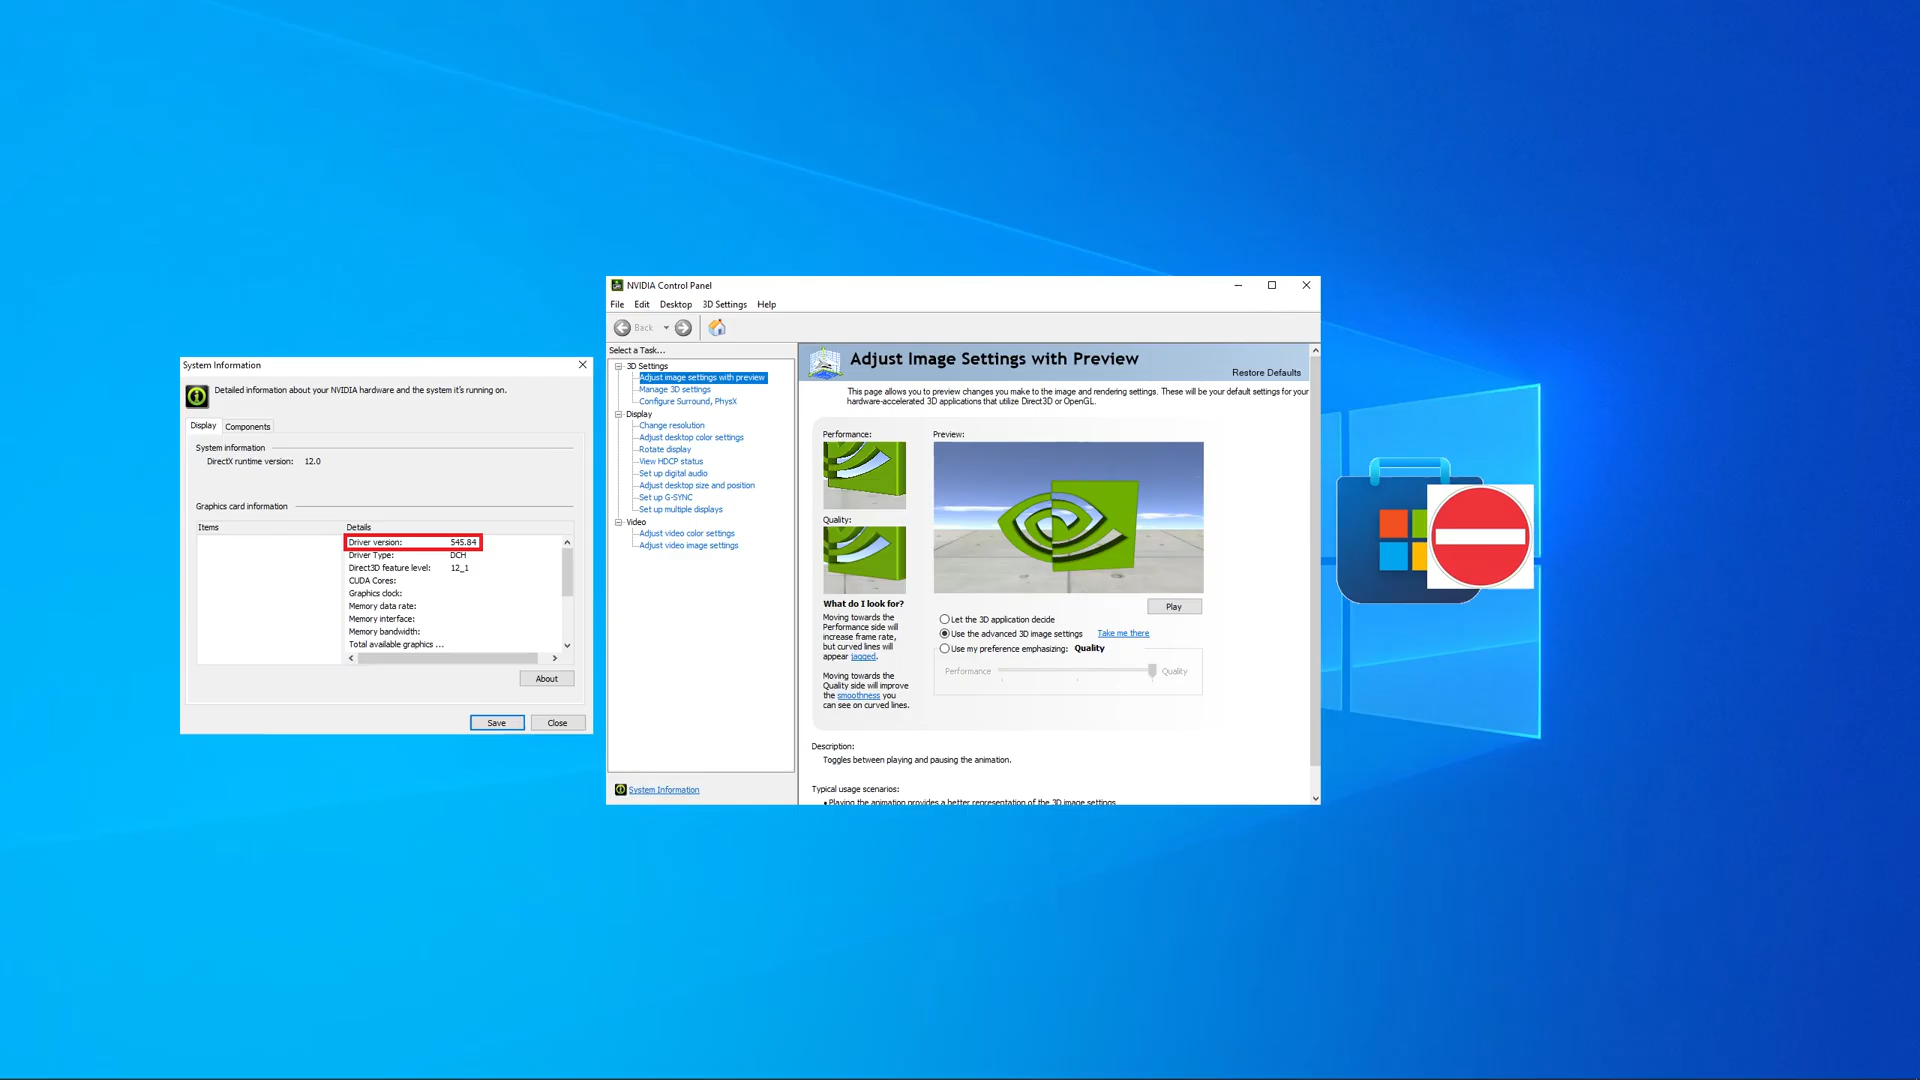 System Information
Detailed information about your NVIDIA hardware and the system it's running on.
Display
Components
System information
DirectX runtime version: 12.0
Graphics card information
Items
Details
Driver version: 545.84
Driver Type: DCH
Direct3D feature level: 12_1
CUDA Cores:
Graphics clock:
Memory data rate:
Memory interface:
Memory bandwidth:
Total available graphics ...
About
Save
Close
NVIDIA Control Panel
File Edit Desktop 3D Settings Help
Back
Select a Task...
3D Settings
Adjust image settings with preview
Manage 3D settings
Configure Surround, PhysX
Display
Change resolution
Adjust desktop color settings
Rotate display
View HDCP status
Set up digital audio
Adjust desktop size and position
Set up G-SYNC
Set up multiple displays
Video
Adjust video color settings
Adjust video image settings
System Information
Adjust Image Settings with Preview
Restore Defaults
This page allows you to preview changes you make to the image and rendering settings. These will be your default settings for your
hardware-accelerated 3D applications that utilize Direct3D or OpenGL.
Performance:
Quality:
What do I look for?
Moving towards the
Performance side will
increase frame rate,
but curved lines will
appear jagged.
Moving towards the
Quality side will improve
the smoothness you
can see on curved lines.
Preview:
Play
Let the 3D application decide
Use the advanced 3D image settings Take me there
Use my preference emphasizing: Quality
Performance Quality
Description:
Toggles between playing and pausing the animation.
Typical usage scenarios:
• Playing the animation provides a better representation of the 3D image settings